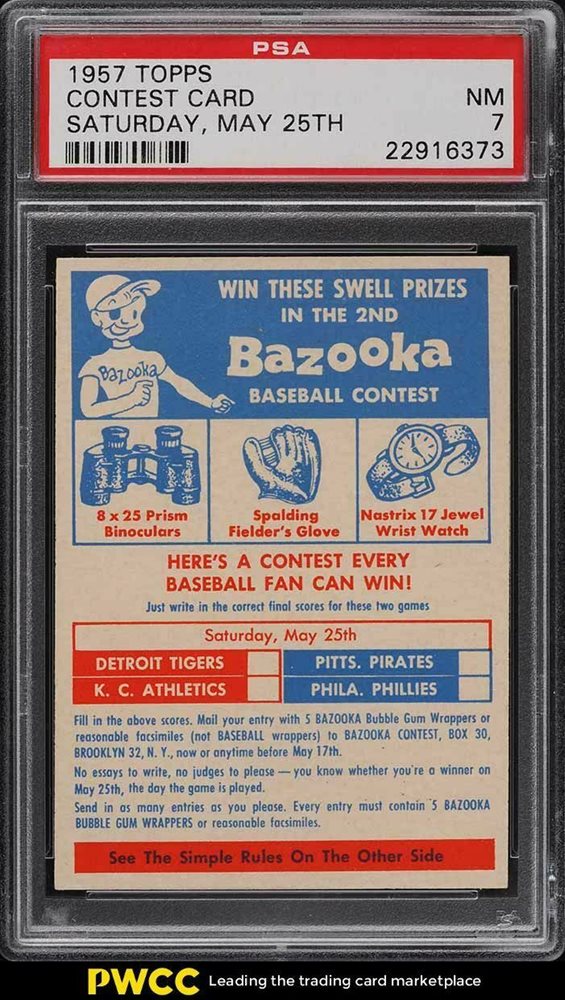 PSA
1957 TOPPS
CONTEST CARD NM
SATURDAY, MAY 25TH 7
22916373
WIN THESE SWELL PRIZES
IN THE 2ND
Bazooka
Bazooka
BASEBALL CONTEST
8 x 25 Prism
Binoculars
Spalding
Fielder's Glove
Nastrix 17 Jewel
Wrist Watch
HERE'S A CONTEST EVERY
BASEBALL FAN CAN WIN!
Just write in the correct final scores for these two games
Saturday, May 25th
DETROIT TIGERS PITTS. PIRATES
K. C. ATHLETICS PHILA. PHILLIES
Fill in the above scores. Mail your entry with 5 BAZOOKA Bubble Gum Wrappers or
reasonable facsimiles (not BASEBALL wrappers) to BAZOOKA CONTEST, BOX 30,
BROOKLYN 32, N. Y., now or anytime before May 17th.
No essays to write, no judges to please — you know whether you're a winner on
May 25th, the day the game is played.
Send in as many entries as you please. Every entry must contain 5 BAZOOKA
BUBBLE GUM WRAPPERS or reasonable facsimiles.
See The Simple Rules On The Other Side
PWCC Leading the trading card marketplace